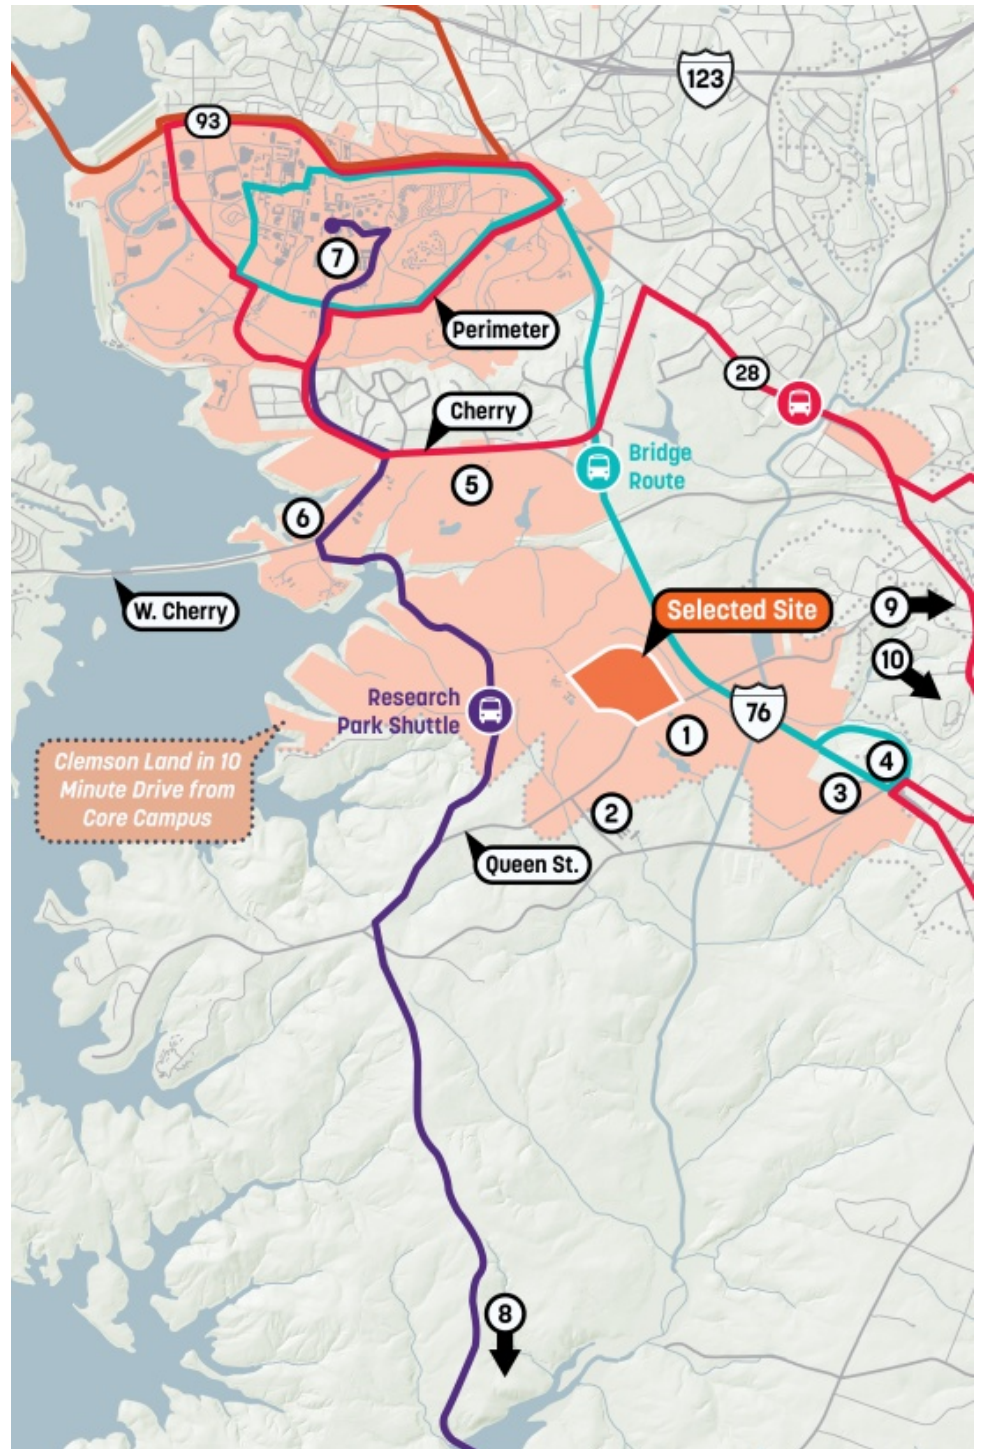 123
93
7
Perimeter
28
Cherry
Bridge
Route
5
6
W. Cherry
Selected Site
9
10
Research
Park Shuttle
76
1
Clemson Land in 10
Minute Drive from
Core Campus
4
3
2
Queen St.
8